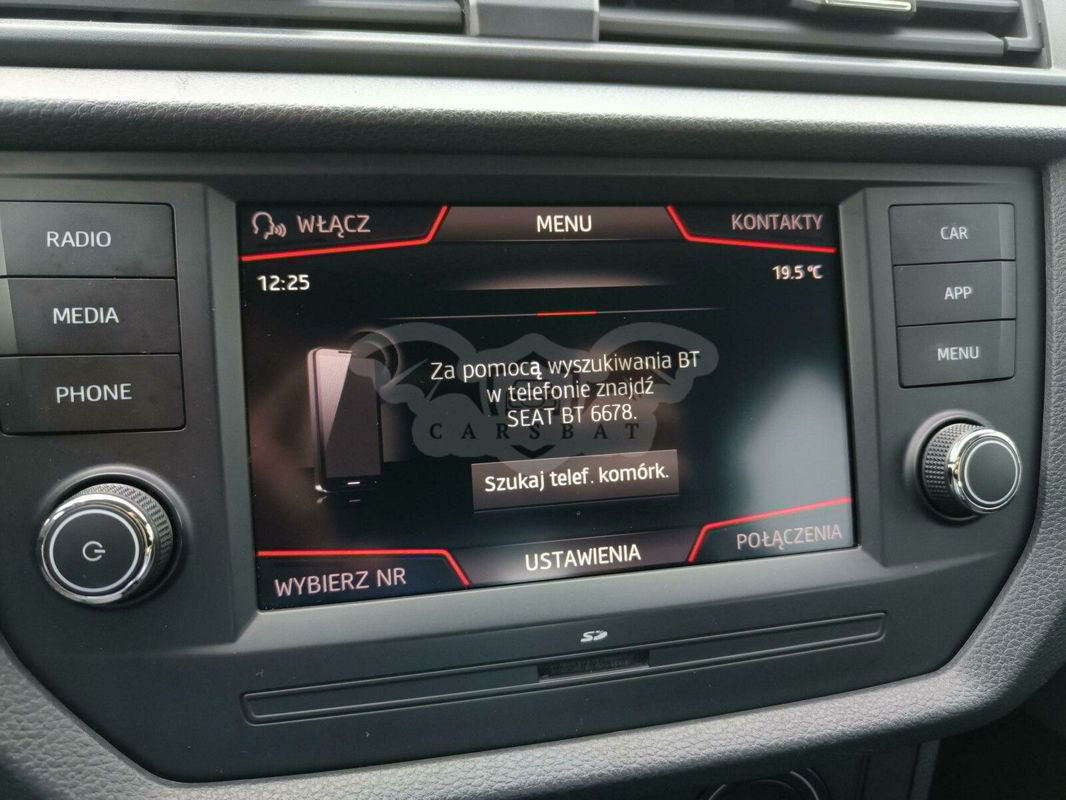 WŁĄCZ
MENU
KONTAKTY
RADIO
12:25
19.5 °C
CAR
MEDIA
APP
PHONE
MENU
Za pomocą wyszukiwania BT
w telefonie znajdź
SEAT BT 6678.
CARSBAT
Szukaj telef. komórk.
WYBIERZ NR
USTAWIENIA
POŁĄCZENIA
SD